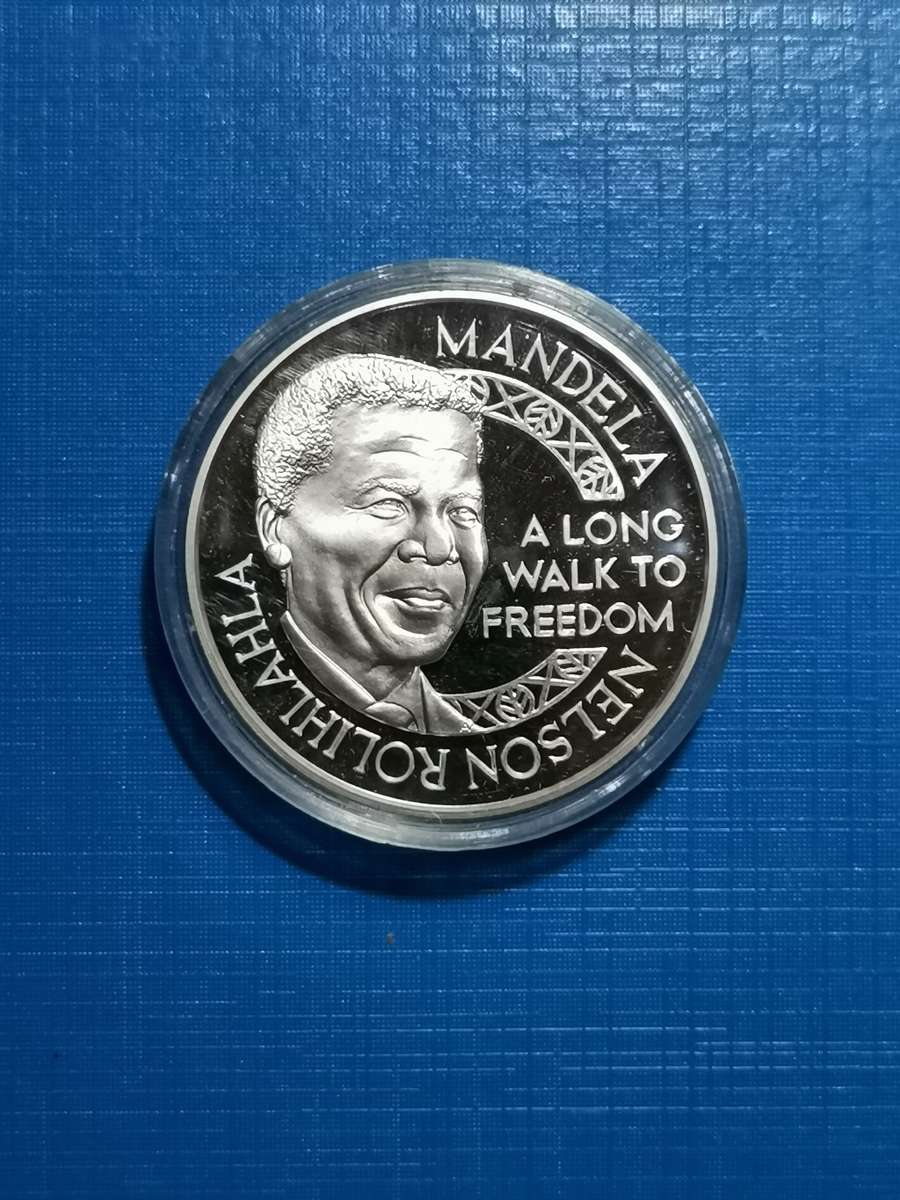 NELSON ROLIHLAHLA
MANDELA
A LONG
WALK TO
FREEDOM